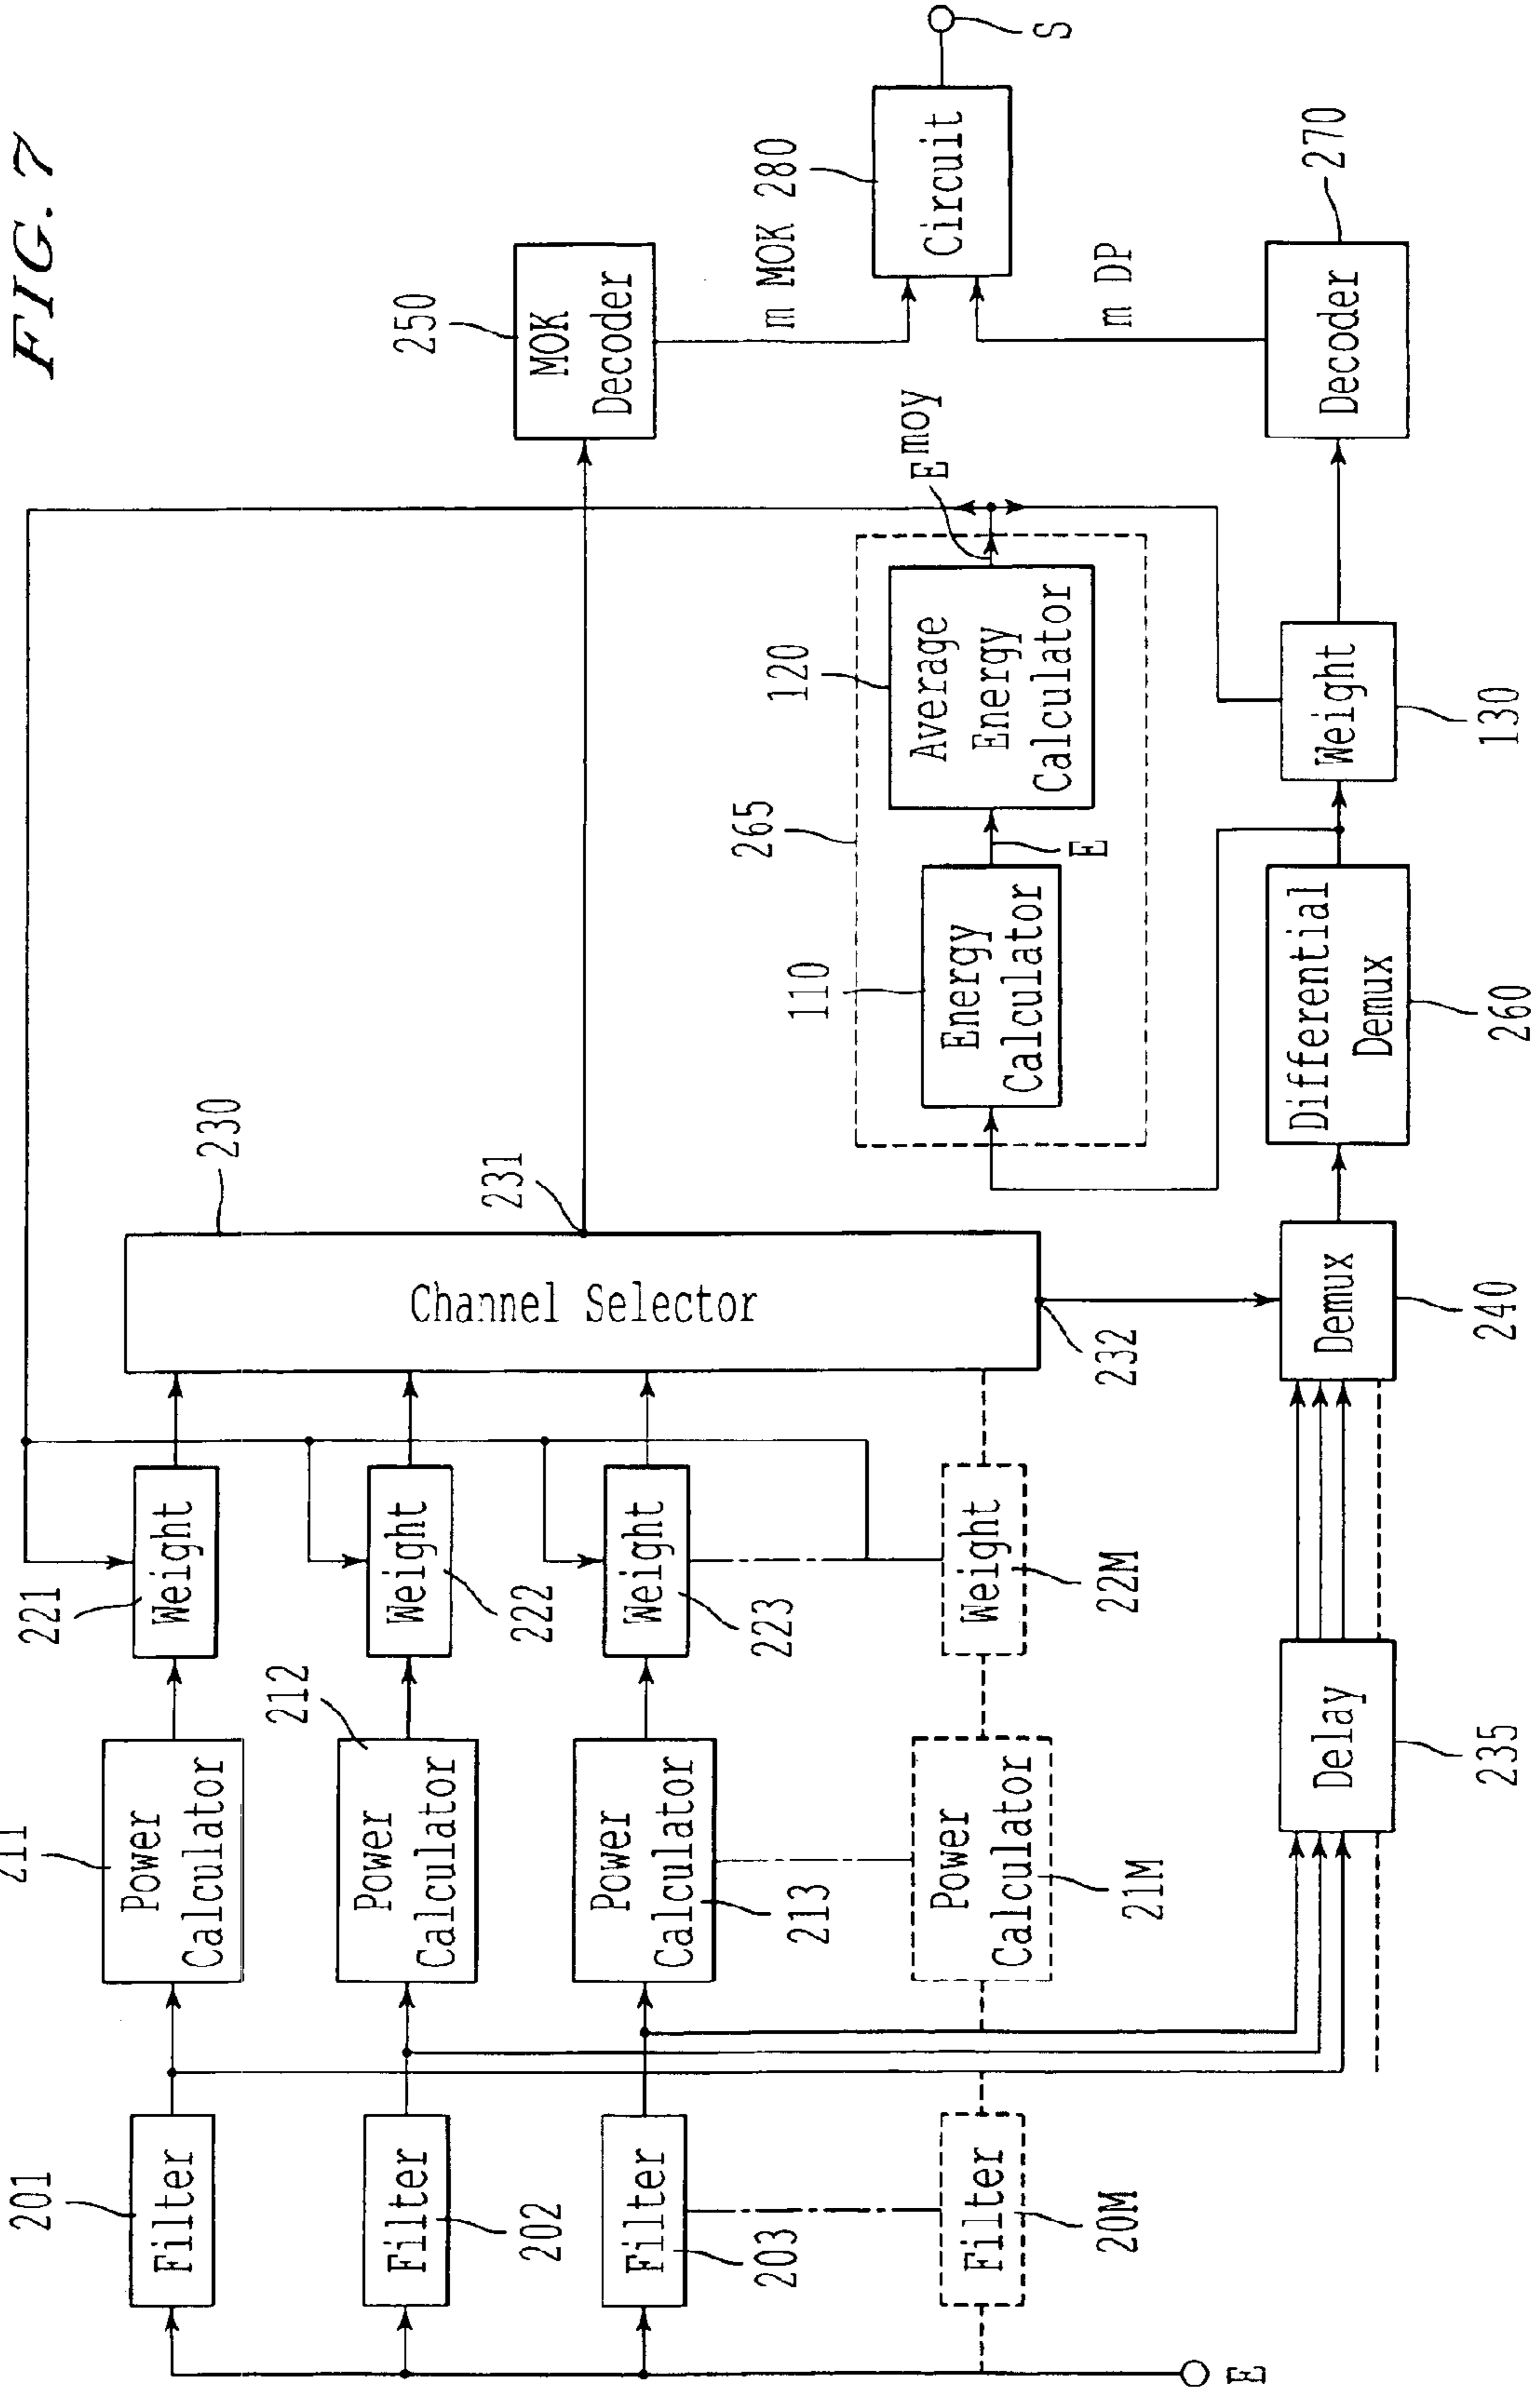 FIG. 7
201
Filter
211
Power
Calculator
221
Weight
Filter
202
212
Power
Calculator
Weight
222
Filter
203
Power
Calculator
213
Weight
223
Filter
20M
Power
Calculator
21M
Weight
22M
E
230
Channel Selector
231
232
250
MOK
Decoder
m MOK
280
Circuit
S
m DP
265
110
Energy
Calculator
E
120
Average
Energy
Calculator
E^moy
Delay
235
Demux
240
Differential
Demux
260
Weight
130
Decoder
270